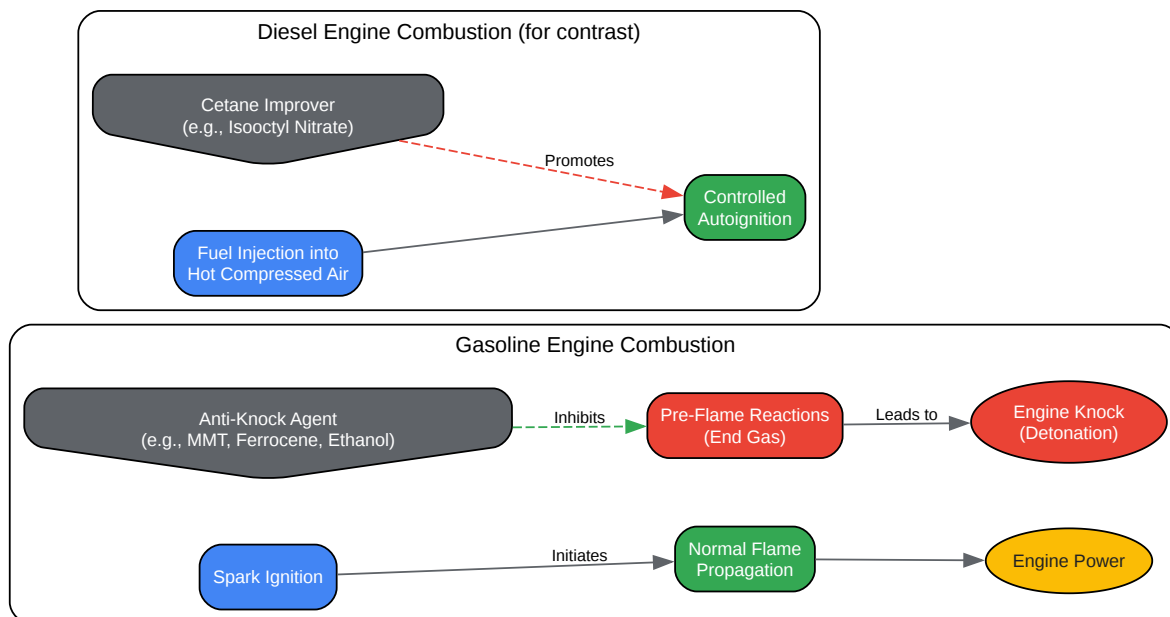 Diesel Engine Combustion (for contrast)
Cetane Improver
(e.g., Isooctyl Nitrate)
Promotes
Controlled
Autoignition
Fuel Injection into
Hot Compressed Air
Gasoline Engine Combustion
Anti-Knock Agent
(e.g., MMT, Ferrocene, Ethanol)
Inhibits
Pre-Flame Reactions
(End Gas)
Leads to
Engine Knock
(Detonation)
Spark Ignition
Initiates
Normal Flame
Propagation
Engine Power